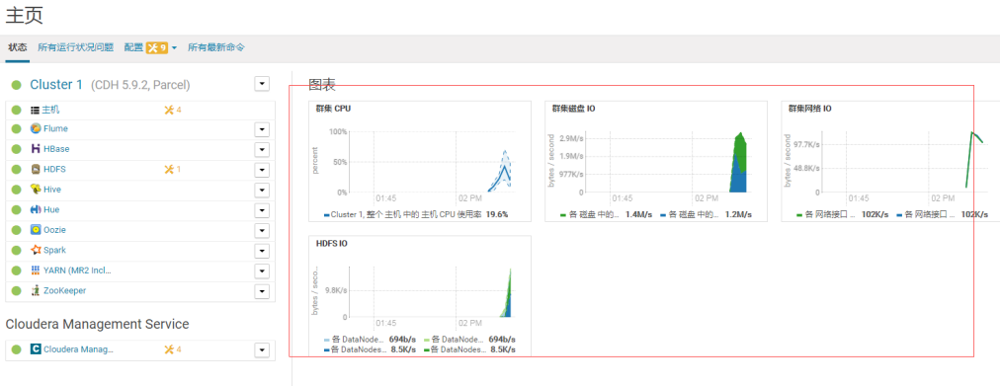 主页
状态 所有运行状况问题 配置 9 所有最新命令
Cluster 1 (CDH 5.9.2, Parcel)
主机 4
Flume
HBase
HDFS 1
Hive
Hue
Oozie
Spark
YARN (MR2 Incl...
ZooKeeper
Cloudera Management Service
Cloudera Manag... 4
图表
群集 CPU
percent
100%
50%
0%
01:45 02 PM
Cluster 1, 整个 主机 中的 主机 CPU 使用率 19.6%
群集磁盘 IO
bytes / second
2.9M/s
1.9M/s
977K/s
0
01:45 02 PM
各 磁盘 中的... 1.4M/s 各 磁盘 中的... 1.2M/s
群集网络 IO
bytes / second
97.7K/s
48.8K/s
0
01:45 02 PM
各 网络接口 ... 102K/s 各 网络接口 ... 102K/s
HDFS IO
bytes / seco...
9.8K/s
0
01:45 02 PM
各 DataNode... 694b/s 各 DataNode... 694b/s
各 DataNodes... 8.5K/s 各 DataNodes... 8.5K/s